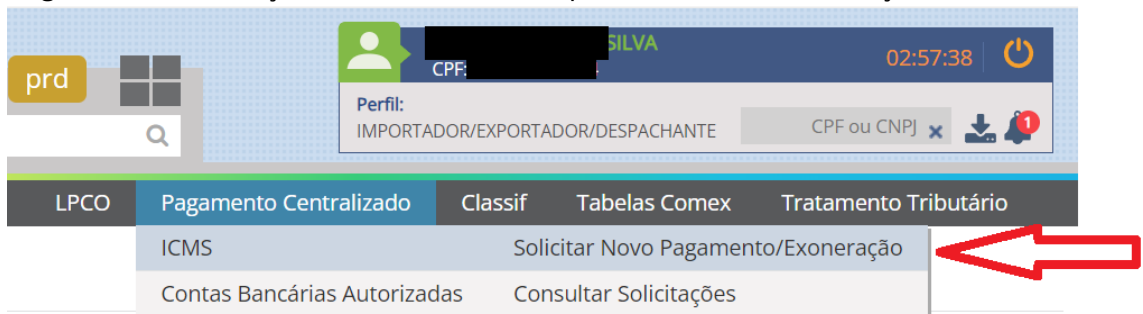 SILVA
CPF:
02:57:38
prd
Perfil:
IMPORTADOR/EXPORTADOR/DESPACHANTE
CPF ou CNPJ x
1
LPCO Pagamento Centralizado Classif Tabelas Comex Tratamento Tributário
ICMS Solicitar Novo Pagamento/Exoneração
Contas Bancárias Autorizadas Consultar Solicitações